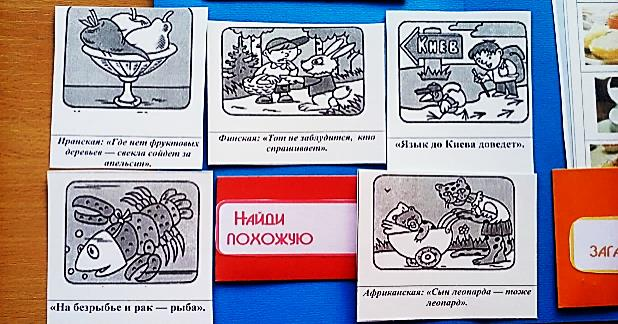 Иранская: «Где нет фруктовых
деревьев — свекла сойдет за
апельсин».
Финская: «Тот не заблудится, кто
спрашивает».
КИЕВ
«Язык до Киева доведет».
«На безрыбье и рак — рыба».
НАЙДИ
ПОХОЖУЮ
Африканская: «Сын леопарда — тоже
леопард».
ЗАГА